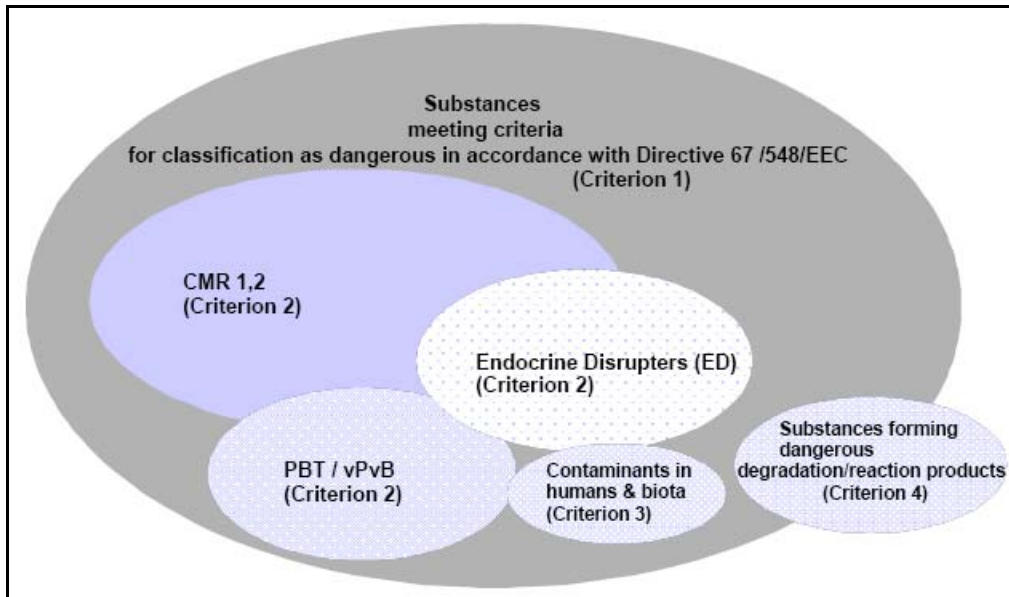 Substances
meeting criteria
for classification as dangerous in accordance with Directive 67 /548/EEC
(Criterion 1)
CMR 1,2
(Criterion 2)
Endocrine Disrupters (ED)
(Criterion 2)
Substances forming
dangerous
degradation/reaction products
(Criterion 4)
PBT / vPvB
(Criterion 2)
Contaminants in
humans & biota
(Criterion 3)